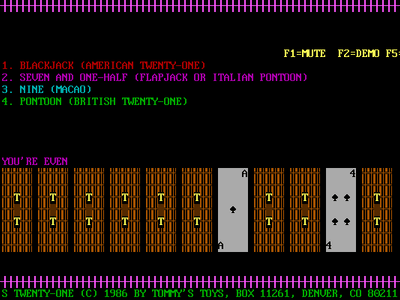 F1=MUTE F2=DEMO F5=
1. BLACKJACK (AMERICAN TWENTY-ONE)
2. SEVEN AND ONE-HALF (FLAPJACK OR ITALIAN PONTOON)
3. NINE (MACAO)
4. PONTOON (BRITISH TWENTY-ONE)
YOU'RE EVEN
A 4
T T T T T T T T T
T T T T T T T T T
A 4
S TWENTY-ONE (C) 1986 BY TOMMY'S TOYS, BOX 11261, DENVER, CO 80211